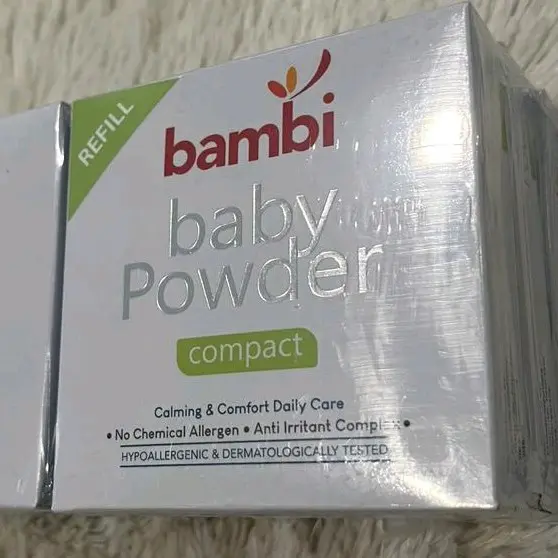 REFILL
bambi
baby
Powder
compact
Calming & Comfort Daily Care
• No Chemical Allergen • Anti Irritant Complex •
HYPOALLERGENIC & DERMATOLOGICALLY TESTED